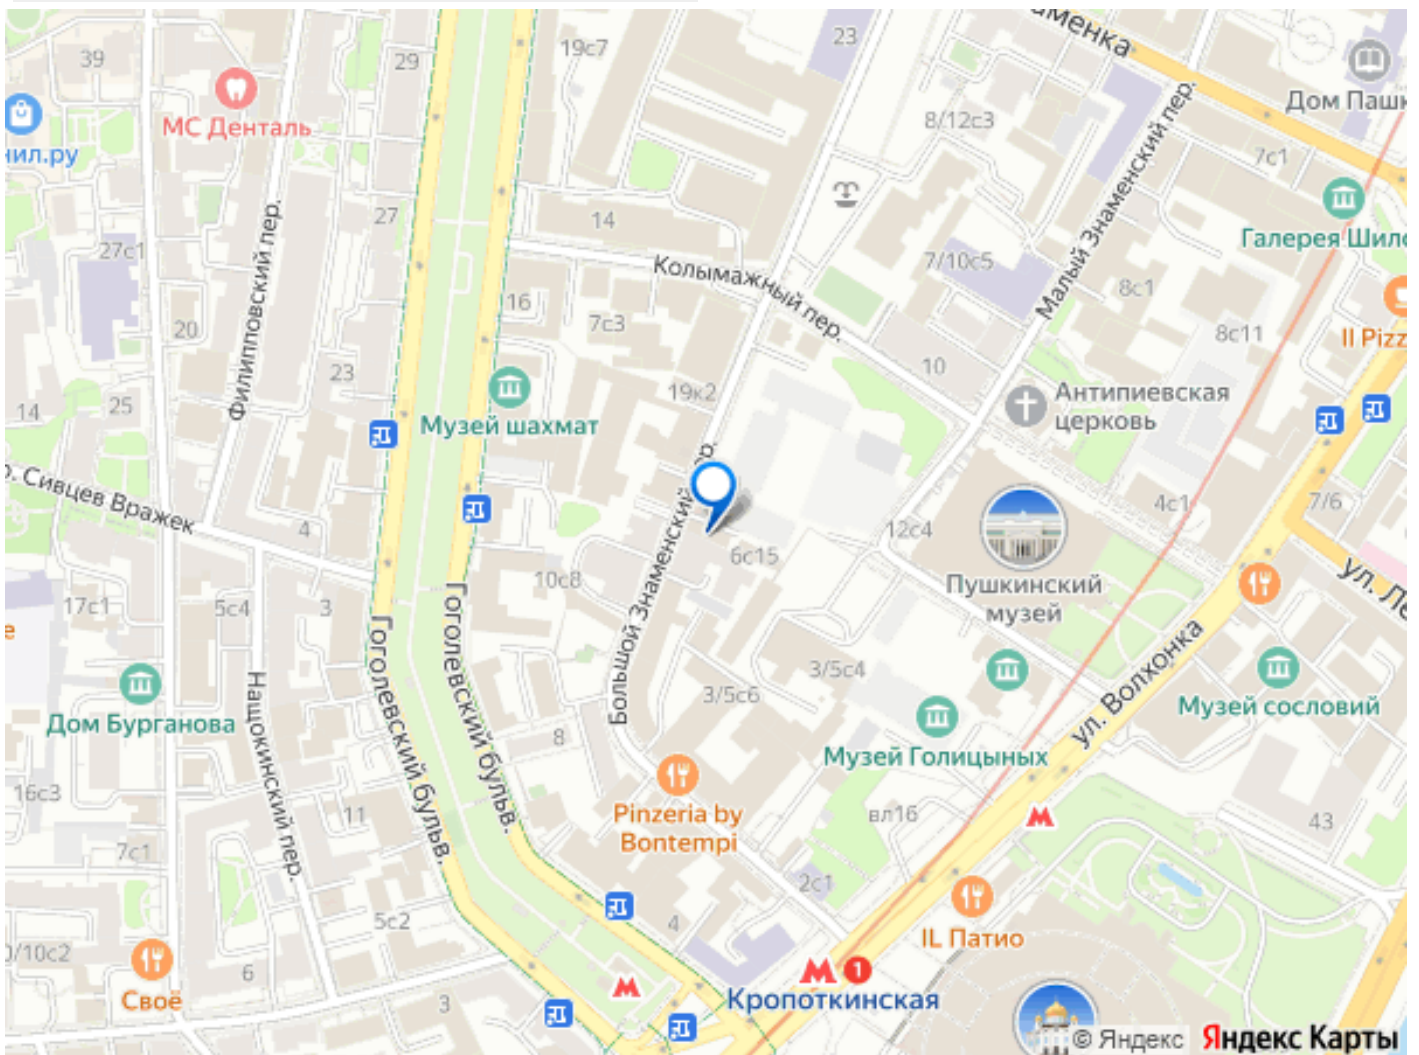 39
29
19с7
23
Знаменка
Дом Пашк
МС Денталь
нил.ру
8/12с3
Малый Знаменский пер.
7с1
27
14
27с1
Филипповский пер.
Галерея Шило
Колымажный пер.
7/10с5
8с1
16
7с3
20
8с11
Il Pizz
23
10
19к2
Антипиевская
церковь
14
25
Музей шахмат
пер. Сивцев Вражек
4
4с1
7/6
12с4
Большой Знаменский пер.
6с15
10с8
Пушкинский
музей
ул. Ле
17с1
5с4
3
Гоголевский бульв.
Гоголевский бульв.
ул. Волхонка
3/5с4
3/5с6
Нащокинский пер.
Дом Бурганова
Музей сословий
8
Музей Голицыных
16с3
11
Pinzeria by
Bontempi
вл16
43
7с1
2с1
5с2
4
IL Патио
0/10с2
6
Своё
3
1
Кропоткинская
© Яндекс Яндекс Карты